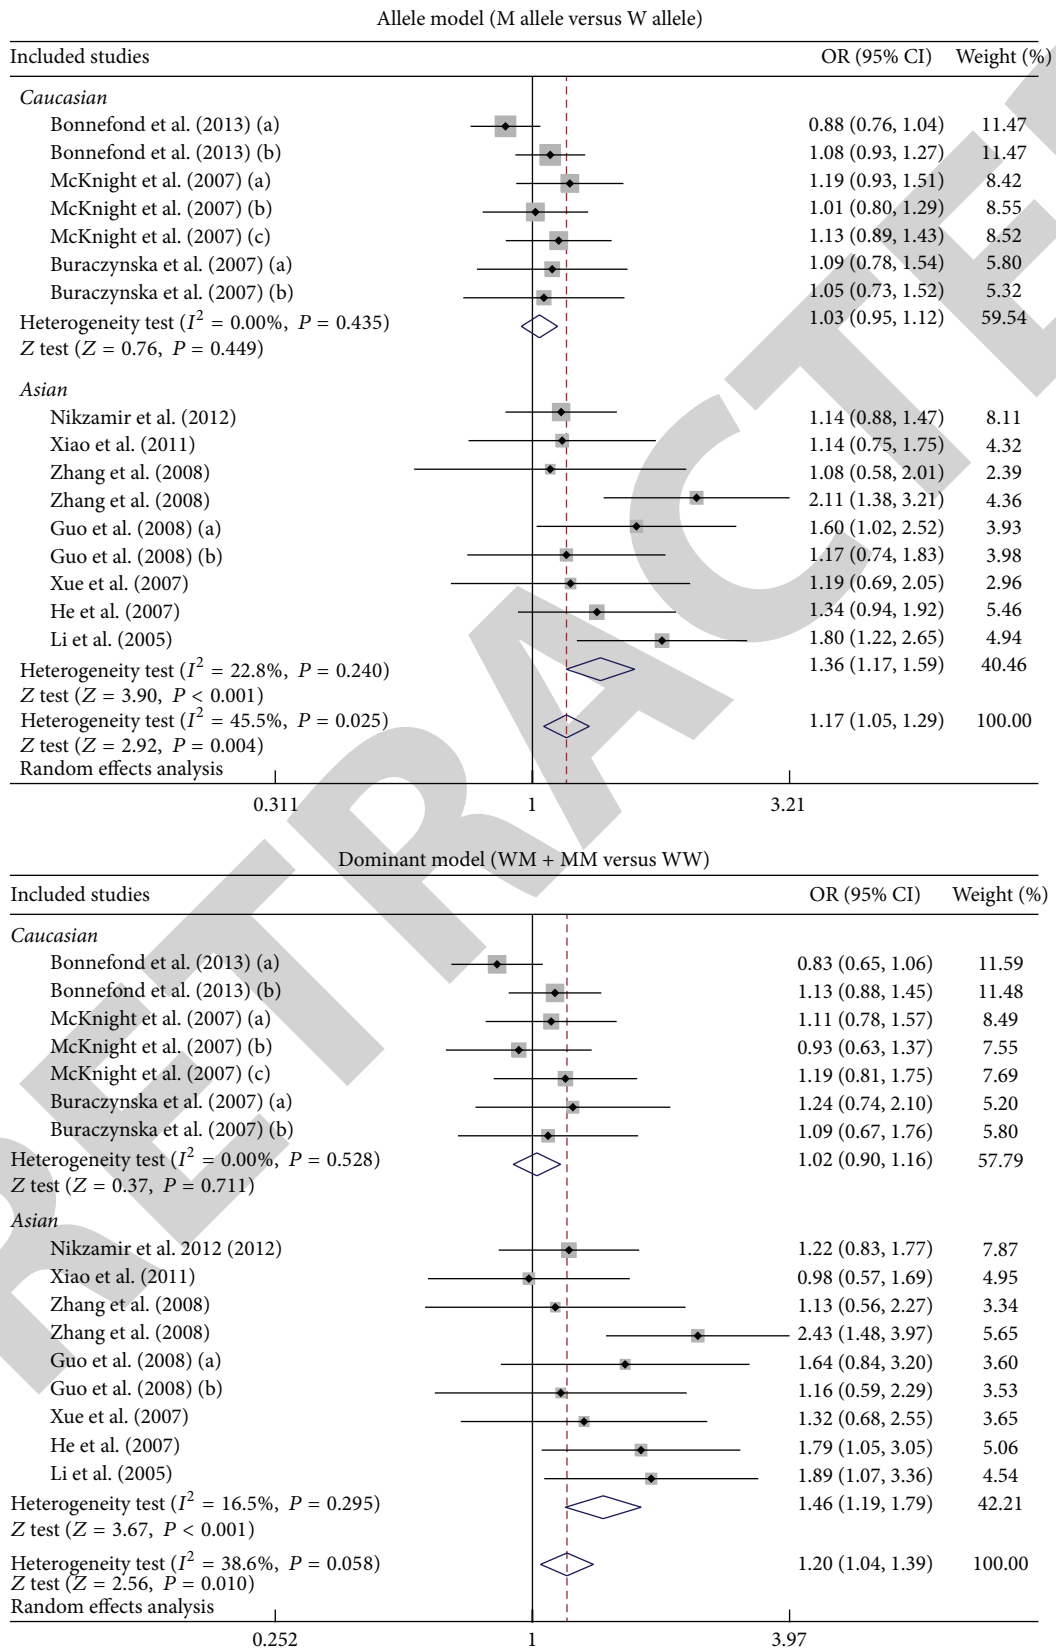 Allele model (M allele versus W allele)
Included studies OR (95% CI) Weight (%)
Caucasian
Bonnefond et al. (2013) (a) 0.88 (0.76, 1.04) 11.47
Bonnefond et al. (2013) (b) 1.08 (0.93, 1.27) 11.47
McKnight et al. (2007) (a) 1.19 (0.93, 1.51) 8.42
McKnight et al. (2007) (b) 1.01 (0.80, 1.29) 8.55
McKnight et al. (2007) (c) 1.13 (0.89, 1.43) 8.52
Buraczynska et al. (2007) (a) 1.09 (0.78, 1.54) 5.80
Buraczynska et al. (2007) (b) 1.05 (0.73, 1.52) 5.32
Heterogeneity test (I² = 0.00%, P = 0.435) 1.03 (0.95, 1.12) 59.54
Z test (Z = 0.76, P = 0.449)
Asian
Nikzamir et al. (2012) 1.14 (0.88, 1.47) 8.11
Xiao et al. (2011) 1.14 (0.75, 1.75) 4.32
Zhang et al. (2008) 1.08 (0.58, 2.01) 2.39
Zhang et al. (2008) 2.11 (1.38, 3.21) 4.36
Guo et al. (2008) (a) 1.60 (1.02, 2.52) 3.93
Guo et al. (2008) (b) 1.17 (0.74, 1.83) 3.98
Xue et al. (2007) 1.19 (0.69, 2.05) 2.96
He et al. (2007) 1.34 (0.94, 1.92) 5.46
Li et al. (2005) 1.80 (1.22, 2.65) 4.94
Heterogeneity test (I² = 22.8%, P = 0.240) 1.36 (1.17, 1.59) 40.46
Z test (Z = 3.90, P < 0.001)
Heterogeneity test (I² = 45.5%, P = 0.025) 1.17 (1.05, 1.29) 100.00
Z test (Z = 2.92, P = 0.004)
Random effects analysis
0.311 1 3.21
Dominant model (WM + MM versus WW)
Included studies OR (95% CI) Weight (%)
Caucasian
Bonnefond et al. (2013) (a) 0.83 (0.65, 1.06) 11.59
Bonnefond et al. (2013) (b) 1.13 (0.88, 1.45) 11.48
McKnight et al. (2007) (a) 1.11 (0.78, 1.57) 8.49
McKnight et al. (2007) (b) 0.93 (0.63, 1.37) 7.55
McKnight et al. (2007) (c) 1.19 (0.81, 1.75) 7.69
Buraczynska et al. (2007) (a) 1.24 (0.74, 2.10) 5.20
Buraczynska et al. (2007) (b) 1.09 (0.67, 1.76) 5.80
Heterogeneity test (I² = 0.00%, P = 0.528) 1.02 (0.90, 1.16) 57.79
Z test (Z = 0.37, P = 0.711)
Asian
Nikzamir et al. 2012 (2012) 1.22 (0.83, 1.77) 7.87
Xiao et al. (2011) 0.98 (0.57, 1.69) 4.95
Zhang et al. (2008) 1.13 (0.56, 2.27) 3.34
Zhang et al. (2008) 2.43 (1.48, 3.97) 5.65
Guo et al. (2008) (a) 1.64 (0.84, 3.20) 3.60
Guo et al. (2008) (b) 1.16 (0.59, 2.29) 3.53
Xue et al. (2007) 1.32 (0.68, 2.55) 3.65
He et al. (2007) 1.79 (1.05, 3.05) 5.06
Li et al. (2005) 1.89 (1.07, 3.36) 4.54
Heterogeneity test (I² = 16.5%, P = 0.295) 1.46 (1.19, 1.79) 42.21
Z test (Z = 3.67, P < 0.001)
Heterogeneity test (I² = 38.6%, P = 0.058) 1.20 (1.04, 1.39) 100.00
Z test (Z = 2.56, P = 0.010)
Random effects analysis
0.252 1 3.97
RETRACTE